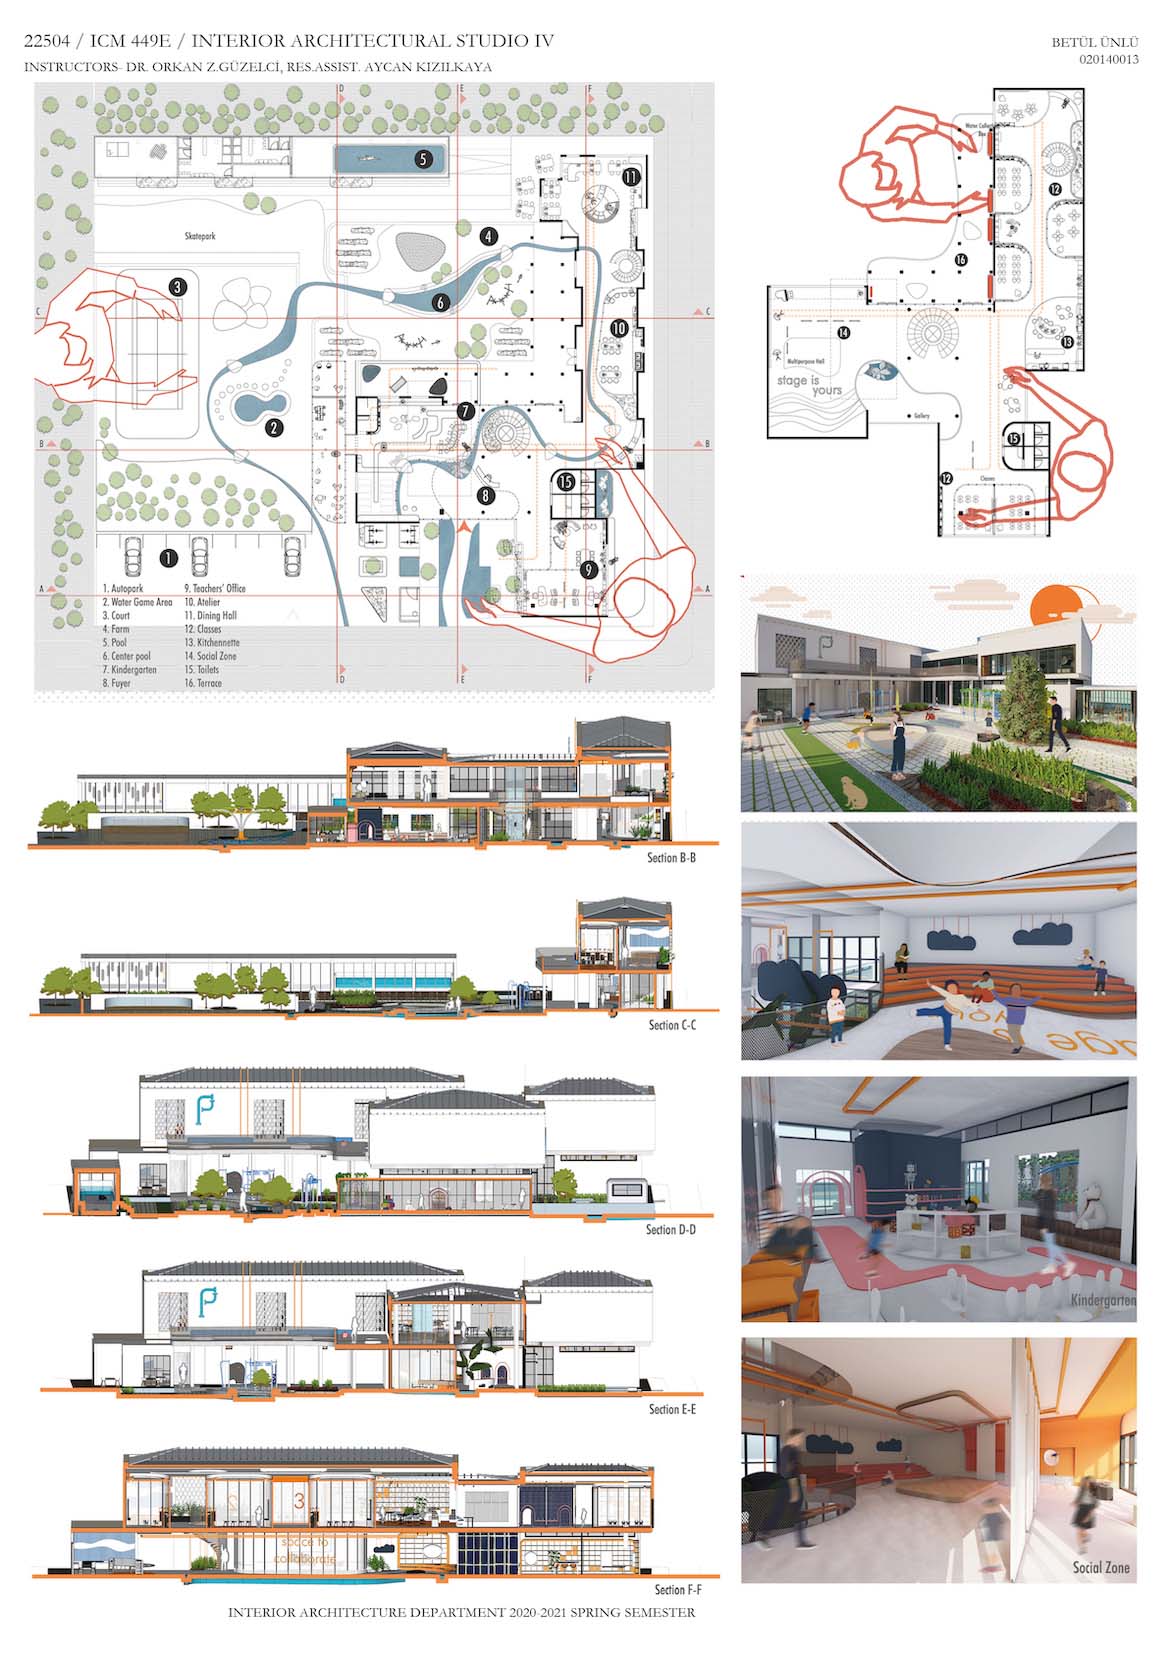 22504 / ICM 449E / INTERIOR ARCHITECTURAL STUDIO IV
INSTRUCTORS- DR. ORKAN Z.GÜZELCİ, RES.ASSIST. AYCAN KIZILKAYA
BETÜL ÜNLÜ
020140013
D
E
F
5
11
Skatepark
4
3
6
C
C
10
2
7
B
B
15
8
1
9
A
A
1. Autopark
2. Water Game Area
3. Court
4. Farm
5. Pool
6. Center pool
7. Kindergarten
8. Fuyer
9. Teachers' Office
10. Atelier
11. Dining Hall
12. Classes
13. Kitchennette
14. Social Zone
15. Toilets
16. Terrace
D
E
F
12
16
14
13
Multipurpose Hall
stage is
yours
Gallery
15
12
Classes
Section B-B
Section C-C
P
Section D-D
P
Section E-E
2
3
space to
collaborate
Section F-F
P
Kindergarten
Social Zone
INTERIOR ARCHITECTURE DEPARTMENT 2020-2021 SPRING SEMESTER